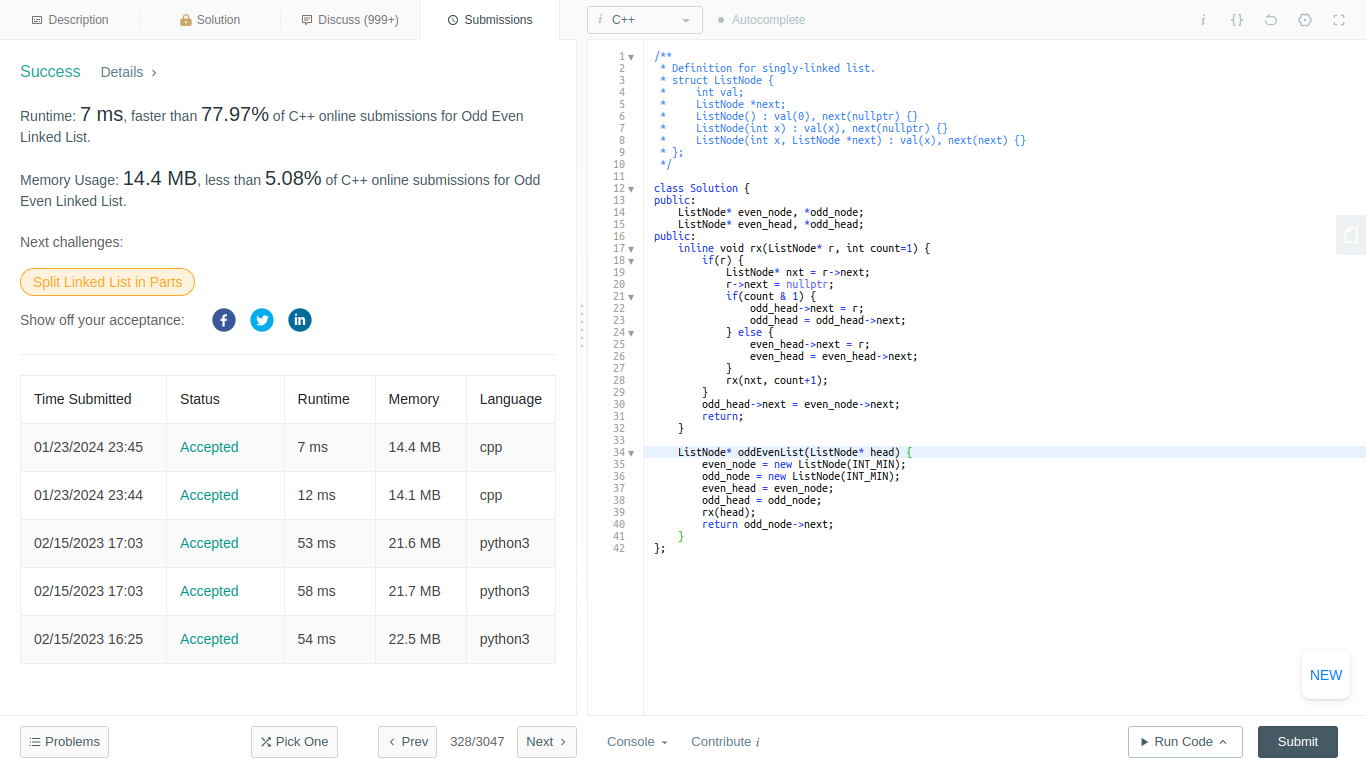 Description Solution Discuss (999+) Submissions
i C++ Autocomplete i {}
Success Details
Runtime: 7 ms, faster than 77.97% of C++ online submissions for Odd Even
Linked List.
Memory Usage: 14.4 MB, less than 5.08% of C++ online submissions for Odd
Even Linked List.
Next challenges:
Split Linked List in Parts
Show off your acceptance:
Time Submitted Status Runtime Memory Language
01/23/2024 23:45 Accepted 7 ms 14.4 MB cpp
01/23/2024 23:44 Accepted 12 ms 14.1 MB cpp
02/15/2023 17:03 Accepted 53 ms 21.6 MB python3
02/15/2023 17:03 Accepted 58 ms 21.7 MB python3
02/15/2023 16:25 Accepted 54 ms 22.5 MB python3
1 /**
2  * Definition for singly-linked list.
3  * struct ListNode {
4  *     int val;
5  *     ListNode *next;
6  *     ListNode() : val(0), next(nullptr) {}
7  *     ListNode(int x) : val(x), next(nullptr) {}
8  *     ListNode(int x, ListNode *next) : val(x), next(next) {}
9  * };
10  */
11
12 class Solution {
13 public:
14     ListNode* even_node, *odd_node;
15     ListNode* even_head, *odd_head;
16 public:
17     inline void rx(ListNode* r, int count=1) {
18         if(r) {
19             ListNode* nxt = r->next;
20             r->next = nullptr;
21             if(count & 1) {
22                 odd_head->next = r;
23                 odd_head = odd_head->next;
24             } else {
25                 even_head->next = r;
26                 even_head = even_head->next;
27             }
28             rx(nxt, count+1);
29         }
30         odd_head->next = even_node->next;
31         return;
32     }
33
34     ListNode* oddEvenList(ListNode* head) {
35         even_node = new ListNode(INT_MIN);
36         odd_node = new ListNode(INT_MIN);
37         even_head = even_node;
38         odd_head = odd_node;
39         rx(head);
40         return odd_node->next;
41     }
42 };
NEW
Problems Pick One Prev 328/3047 Next Console Contribute i Run Code Submit